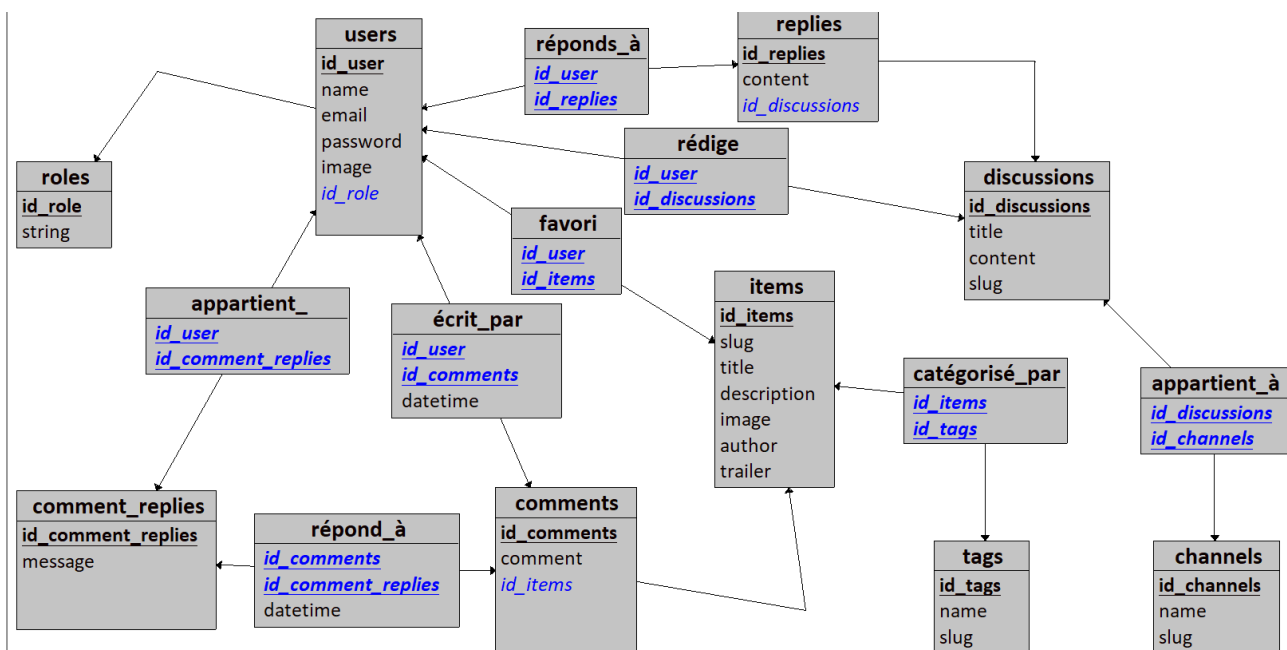 users
id_user
name
email
password
image
id_role
réponds_à
id_user
id_replies
replies
id_replies
content
id_discussions
roles
id_role
string
rédige
id_user
id_discussions
discussions
id_discussions
title
content
slug
favori
id_user
id_items
appartient_
id_user
id_comment_replies
écrit_par
id_user
id_comments
datetime
items
id_items
slug
title
description
image
author
trailer
catégorisé_par
id_items
id_tags
appartient_à
id_discussions
id_channels
comment_replies
id_comment_replies
message
répond_à
id_comments
id_comment_replies
datetime
comments
id_comments
comment
id_items
tags
id_tags
name
slug
channels
id_channels
name
slug